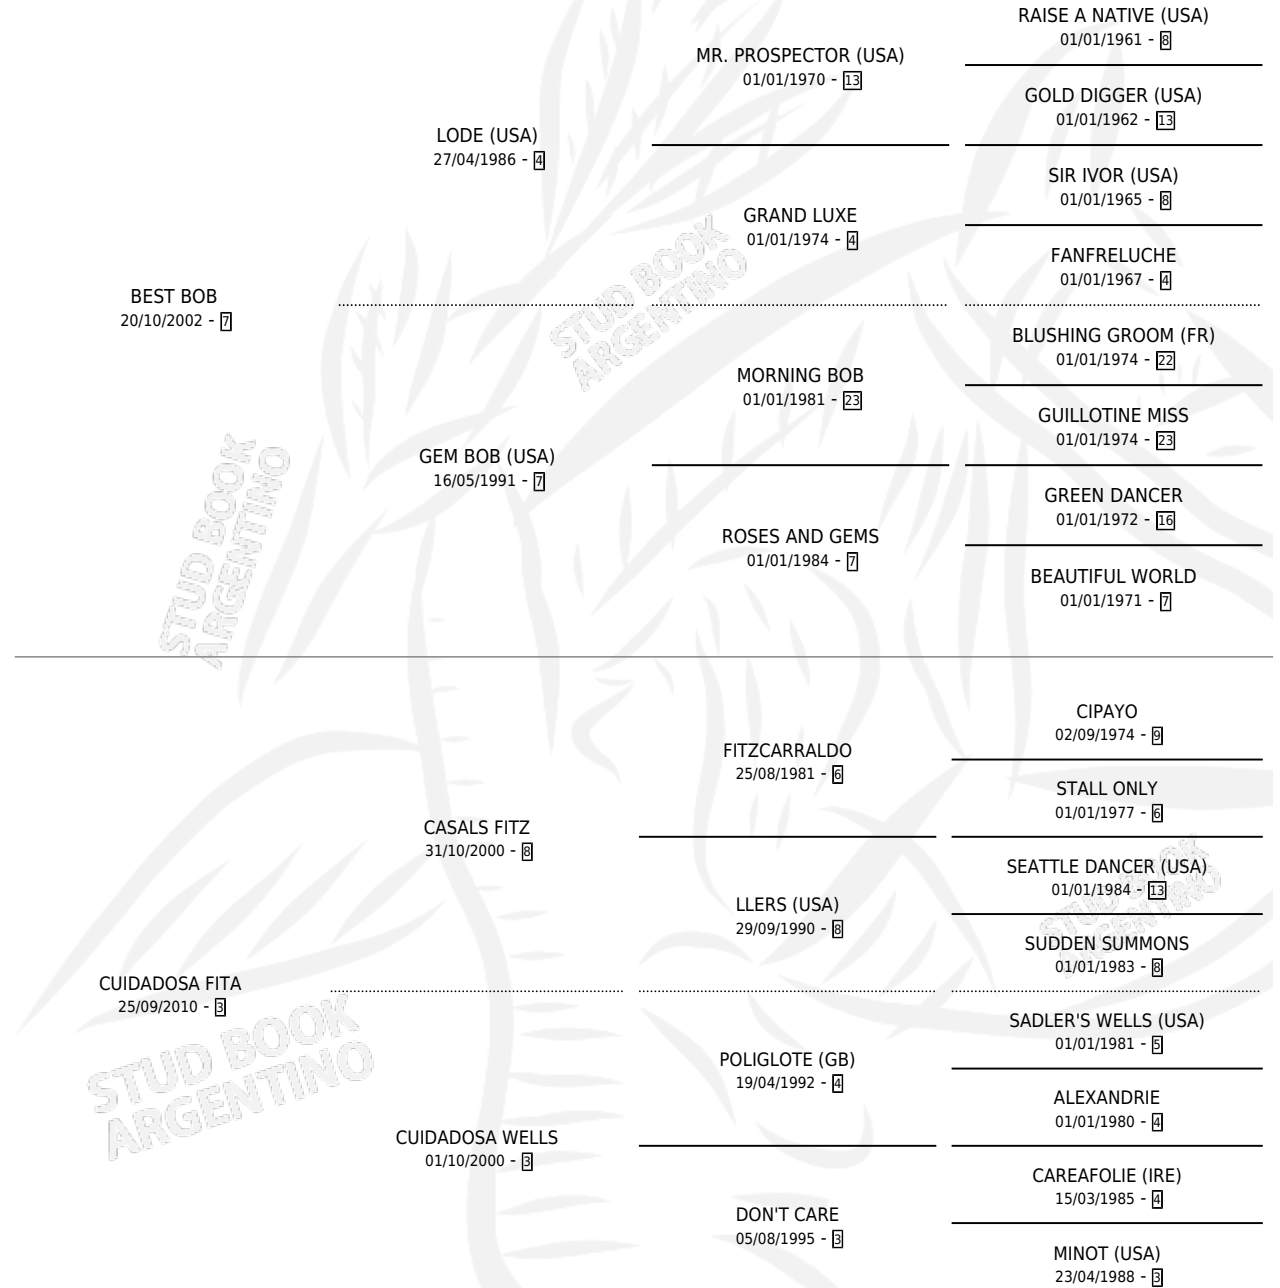 BEST BOB
20/10/2002 - 7
LODE (USA)
27/04/1986 - 4
MR. PROSPECTOR (USA)
01/01/1970 - 13
RAISE A NATIVE (USA)
01/01/1961 - 8
GOLD DIGGER (USA)
01/01/1962 - 13
GRAND LUXE
01/01/1974 - 4
SIR IVOR (USA)
01/01/1965 - 8
FANFRELUCHE
01/01/1967 - 4
GEM BOB (USA)
16/05/1991 - 7
MORNING BOB
01/01/1981 - 23
BLUSHING GROOM (FR)
01/01/1974 - 22
GUILLOTINE MISS
01/01/1974 - 23
ROSES AND GEMS
01/01/1984 - 7
GREEN DANCER
01/01/1972 - 16
BEAUTIFUL WORLD
01/01/1971 - 7
CUIDADOSA FITA
25/09/2010 - 3
CASALS FITZ
31/10/2000 - 8
FITZCARRALDO
25/08/1981 - 6
CIPAYO
02/09/1974 - 9
STALL ONLY
01/01/1977 - 6
LLERS (USA)
29/09/1990 - 8
SEATTLE DANCER (USA)
01/01/1984 - 13
SUDDEN SUMMONS
01/01/1983 - 8
CUIDADOSA WELLS
01/10/2000 - 3
POLIGLOTE (GB)
19/04/1992 - 4
SADLER'S WELLS (USA)
01/01/1981 - 5
ALEXANDRIE
01/01/1980 - 4
DON'T CARE
05/08/1995 - 3
CAREAFOLIE (IRE)
15/03/1985 - 4
MINOT (USA)
23/04/1988 - 3
STUD BOOK
ARGENTINO
STUD BOOK
ARGENTINO
STUD BOOK
ARGENTINO
STUD BOOK
ARGENTINO